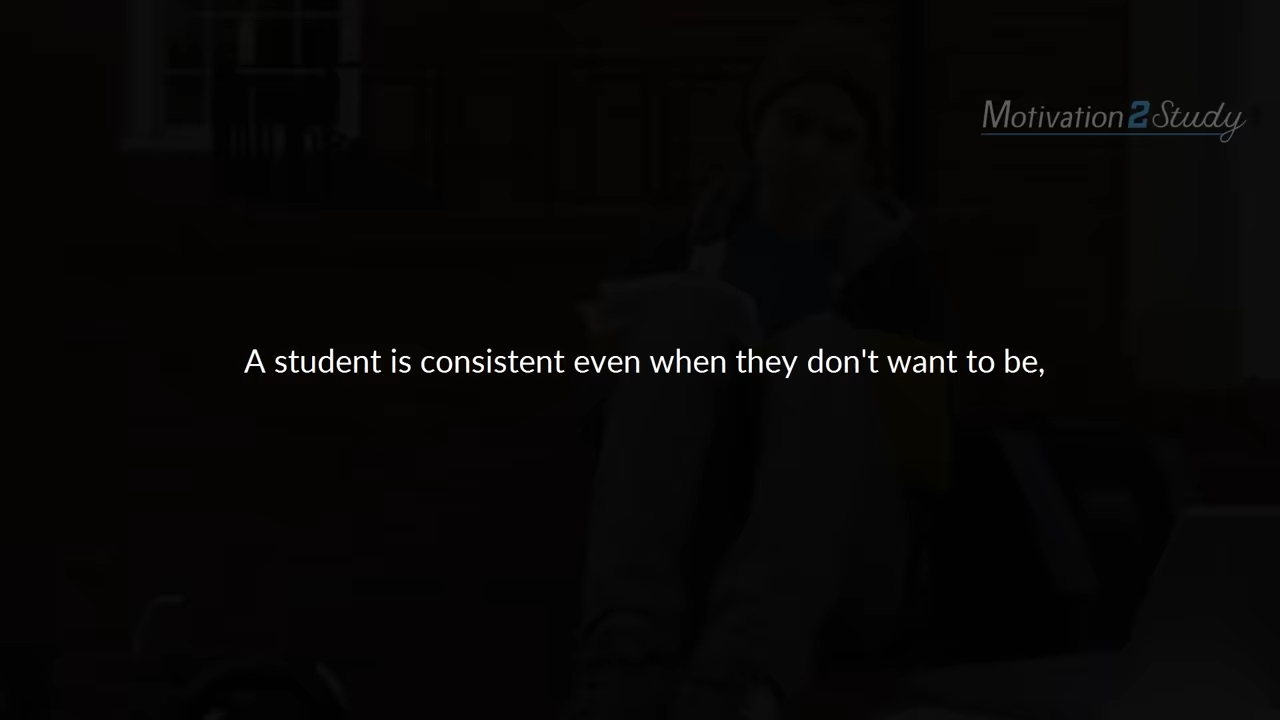 Motivation2Study
A student is consistent even when they don't want to be,